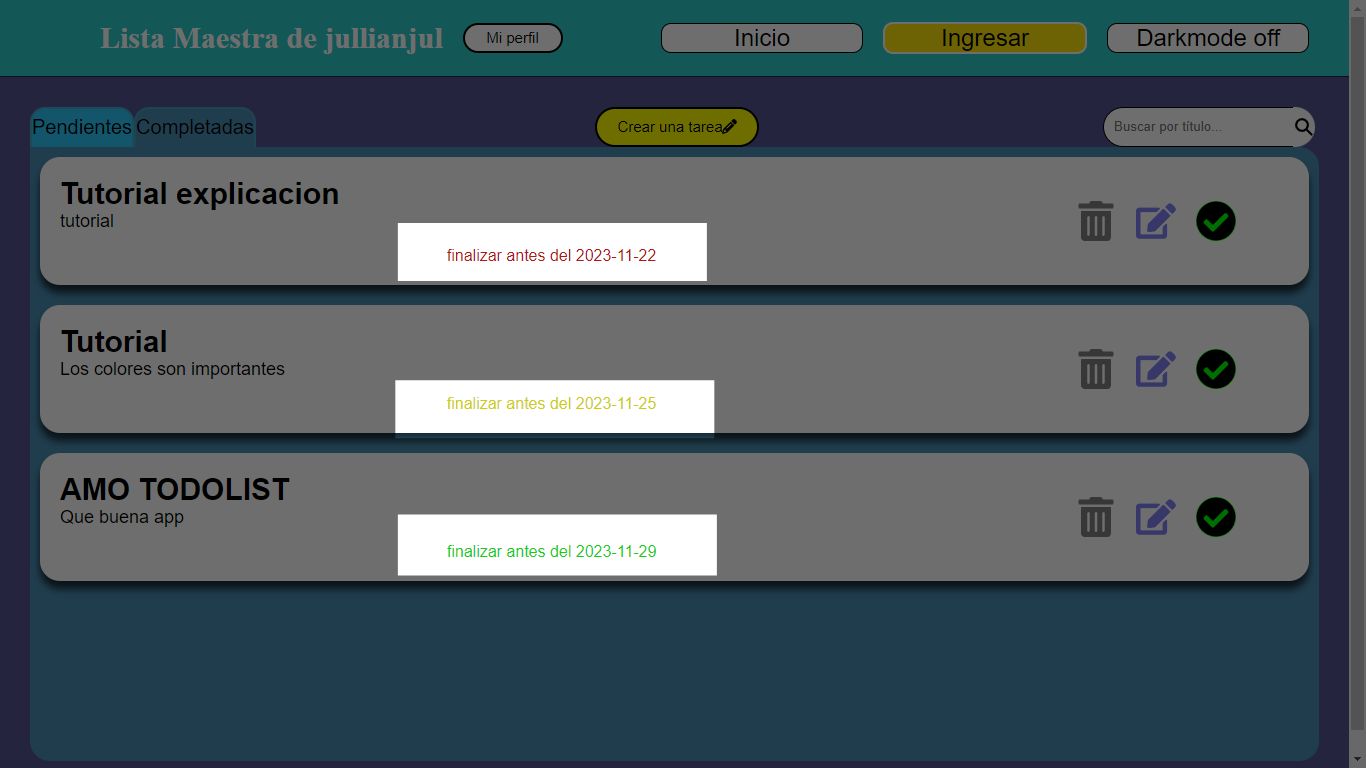 Lista Maestra de jullianjul
Mi perfil
Inicio
Ingresar
Darkmode off
Pendientes
Completadas
Crear una tarea
Buscar por título...
Tutorial explicacion
tutorial
finalizar antes del 2023-11-22
Tutorial
Los colores son importantes
finalizar antes del 2023-11-25
AMO TODOLIST
Que buena app
finalizar antes del 2023-11-29